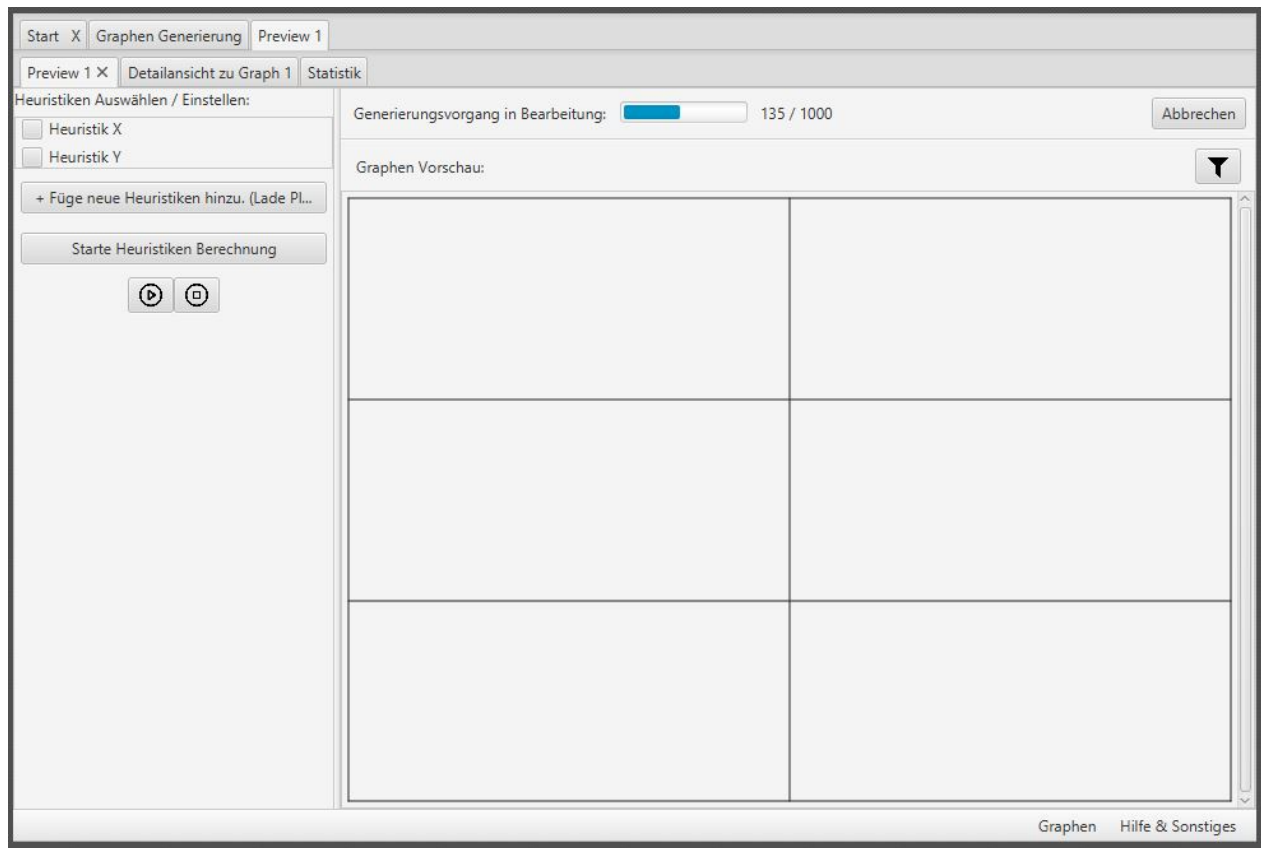 Start X Graphen Generierung Preview 1
Preview 1 X Detailansicht zu Graph 1 Statistik
Heuristiken Auswählen / Einstellen:
Heuristik X
Heuristik Y
+ Füge neue Heuristiken hinzu. (Lade Pl...
Starte Heuristiken Berechnung
Generierungsvorgang in Bearbeitung: 135 / 1000 Abbrechen
Graphen Vorschau:
Graphen Hilfe & Sonstiges